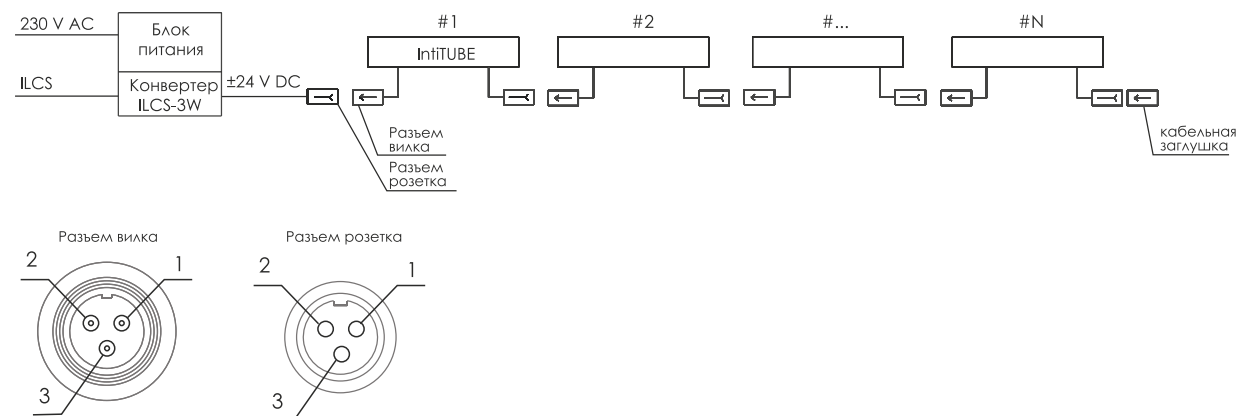 230 V AC
Блок
питания
ILCS
Конвертер
ILCS-3W
±24 V DC
#1
IntiTUBE
#2
#...
#N
Разъем
вилка
Разъем
розетка
кабельная
заглушка
Разъем вилка
2
1
3
Разъем розетка
2
1
3